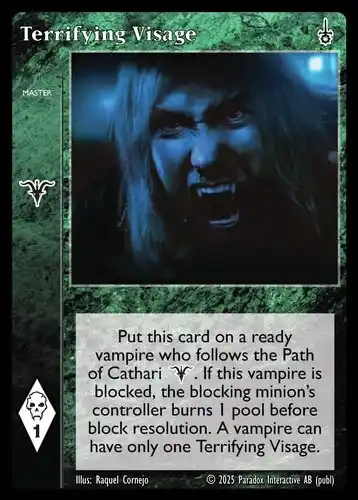 Terrifying Visage
MASTER
Put this card on a ready
vampire who follows the Path
of Cathari . If this vampire is
blocked, the blocking minion's
controller burns 1 pool before
block resolution. A vampire can
have only one Terrifying Visage.
1
Illus: Raquel Cornejo
© 2025 Paradox Interactive AB (publ)